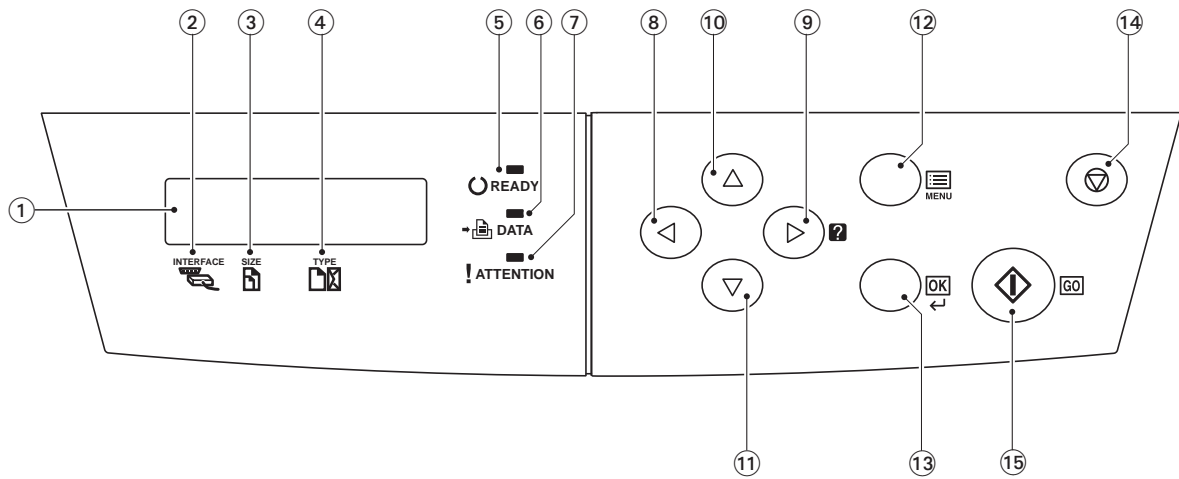 2 3 4 5 6 7 8 10 9 12 14
1
READY
DATA
ATTENTION
INTERFACE SIZE TYPE
?
MENU
OK
GO
11 13 15